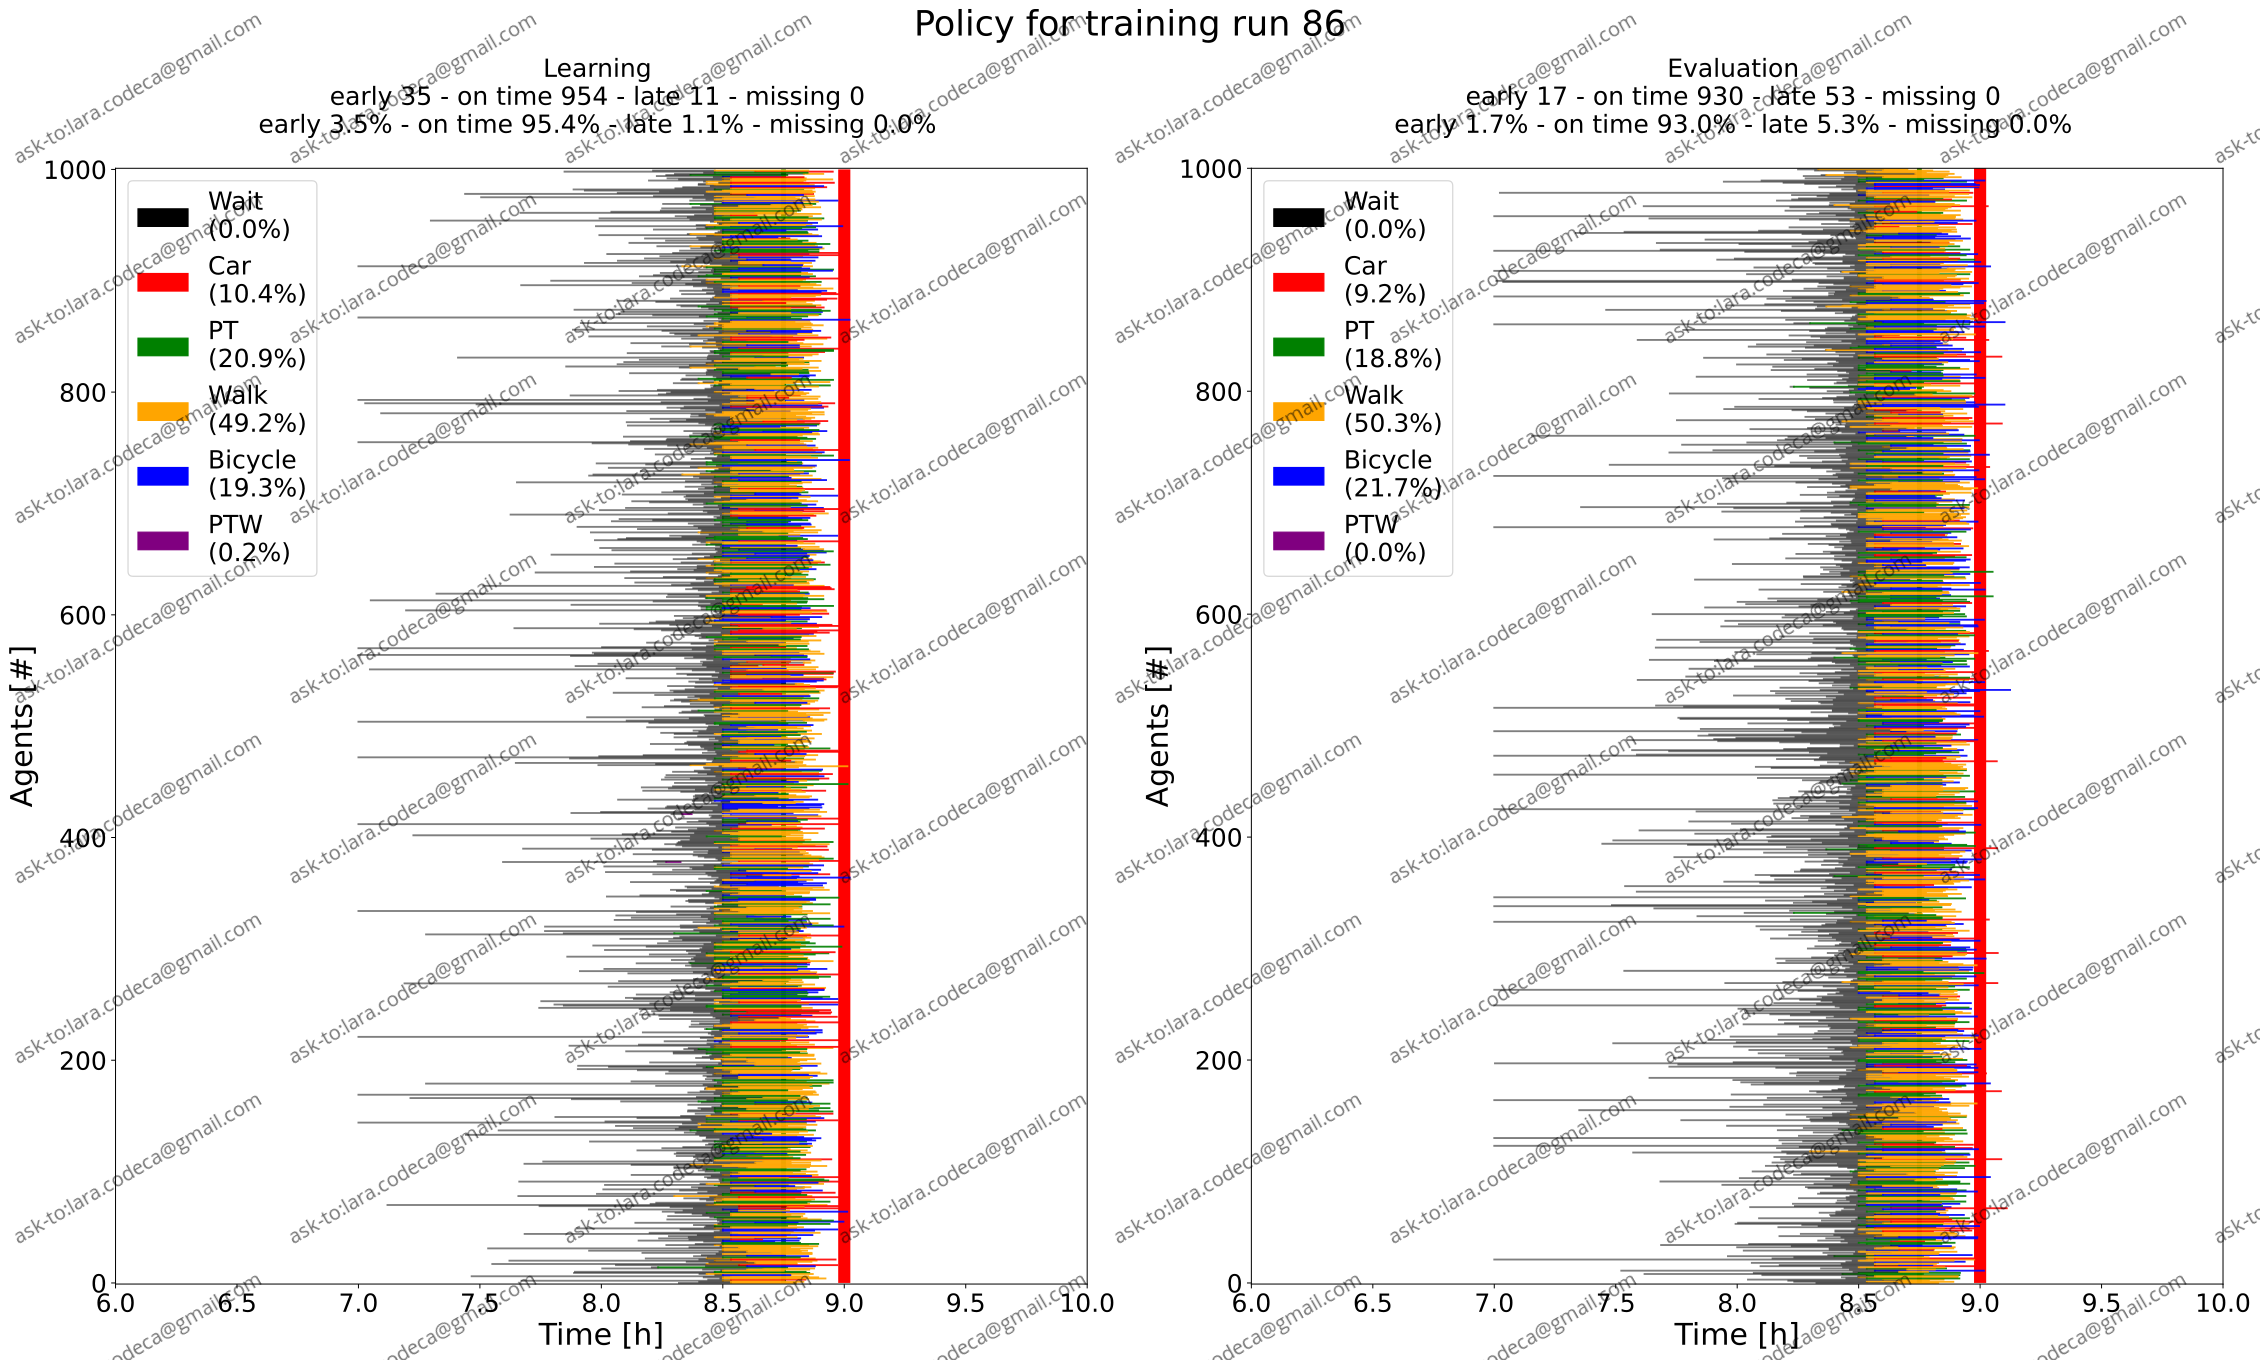 Policy for training run 86
Learning
early 35 - on time 954 - late 11 - missing 0
early 3.5% - on time 95.4% - late 1.1% - missing 0.0%
Agents [#]
1000
800
600
400
200
0
Wait
(0.0%)
Car
(10.4%)
PT
(20.9%)
Walk
(49.2%)
Bicycle
(19.3%)
PTW
(0.2%)
6.0 6.5 7.0 7.5 8.0 8.5 9.0 9.5 10.0
Time [h]
Evaluation
early 17 - on time 930 - late 53 - missing 0
early 1.7% - on time 93.0% - late 5.3% - missing 0.0%
Agents [#]
1000
800
600
400
200
0
Wait
(0.0%)
Car
(9.2%)
PT
(18.8%)
Walk
(50.3%)
Bicycle
(21.7%)
PTW
(0.0%)
6.0 6.5 7.0 7.5 8.0 8.5 9.0 9.5 10.0
Time [h]
ask-to:lara.codeca@gmail.com